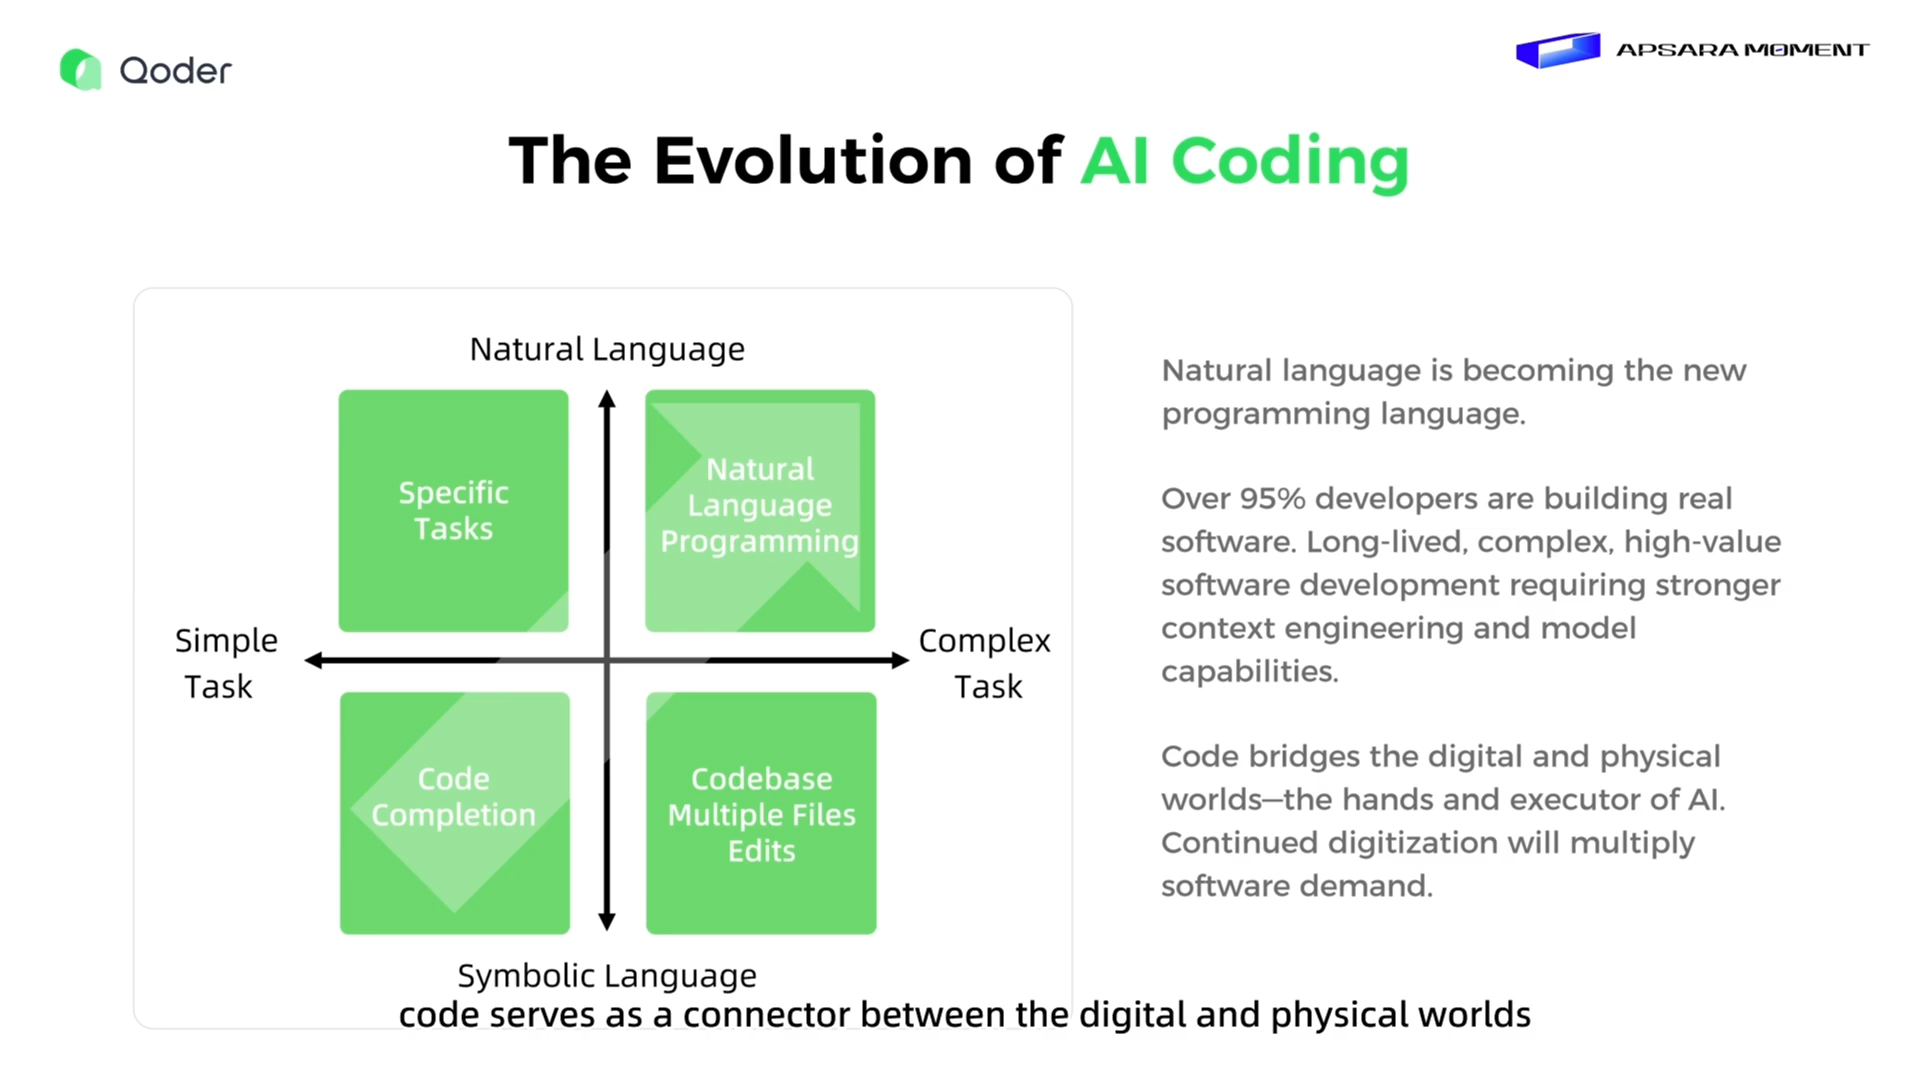 Qoder
APSARA MOMENT
The Evolution of AI Coding
Natural Language
Specific
Tasks
Natural
Language
Programming
Simple
Task
Complex
Task
Code
Completion
Codebase
Multiple Files
Edits
Symbolic Language
Natural language is becoming the new
programming language.
Over 95% developers are building real
software. Long-lived, complex, high-value
software development requiring stronger
context engineering and model
capabilities.
Code bridges the digital and physical
worlds—the hands and executor of AI.
Continued digitization will multiply
software demand.
code serves as a connector between the digital and physical worlds